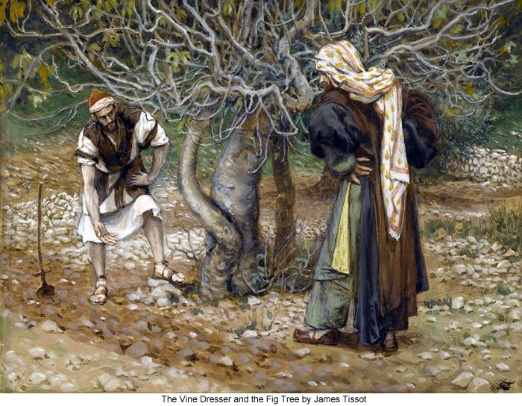 The Vine Dresser and the Fig Tree by James Tissot